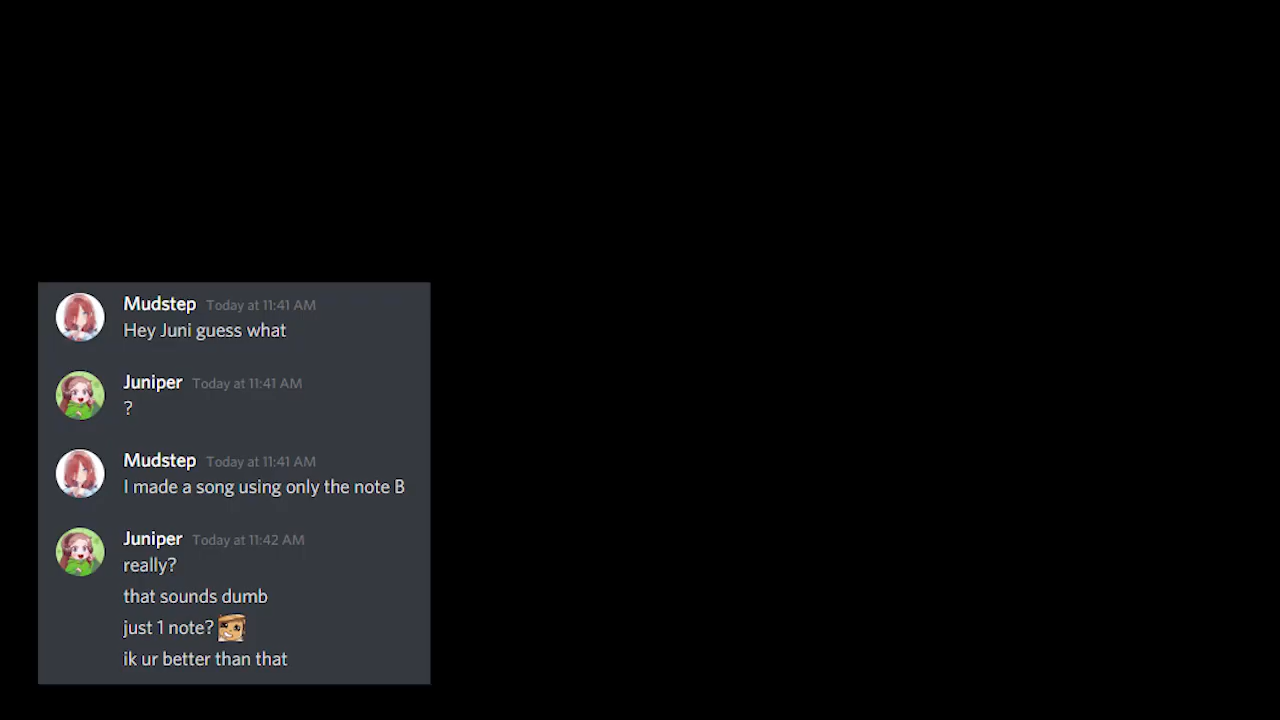 Mudstep Today at 11:41 AM
Hey Juni guess what
Juniper Today at 11:41 AM
?
Mudstep Today at 11:41 AM
I made a song using only the note B
Juniper Today at 11:42 AM
really?
that sounds dumb
just 1 note?
ik ur better than that